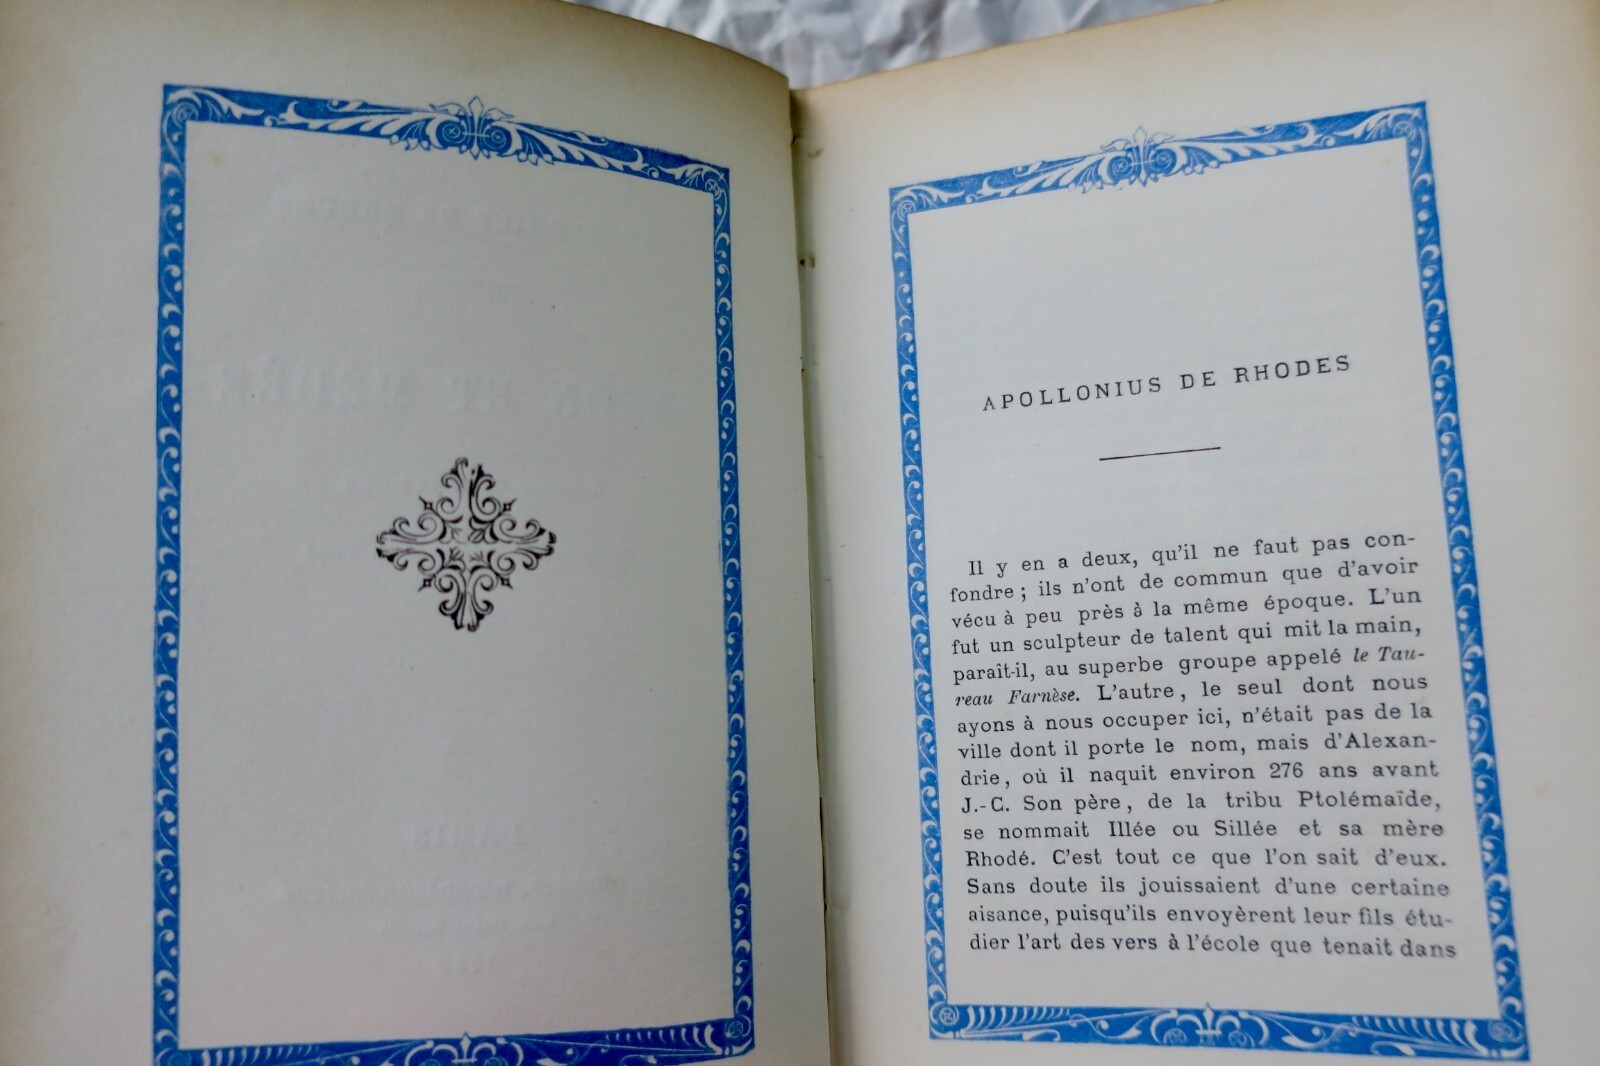 APOLLONIUS DE RHODES
Il y en a deux, qu'il ne faut pas con-
fondre ; ils n'ont de commun que d'avoir
vécu à peu près à la même époque. L'un
fut un sculpteur de talent qui mit la main,
paraît-il, au superbe groupe appelé le Tau-
reau Farnèse. L'autre, le seul dont nous
ayons à nous occuper ici, n'était pas de la
ville dont il porte le nom, mais d'Alexan-
drie, où il naquit environ 276 ans avant
J.-C. Son père, de la tribu Ptolémaïde,
se nommait Illée ou Sillée et sa mère
Rhodé. C'est tout ce que l'on sait d'eux.
Sans doute ils jouissaient d'une certaine
aisance, puisqu'ils envoyèrent leur fils étu-
dier l'art des vers à l'école que tenait dans